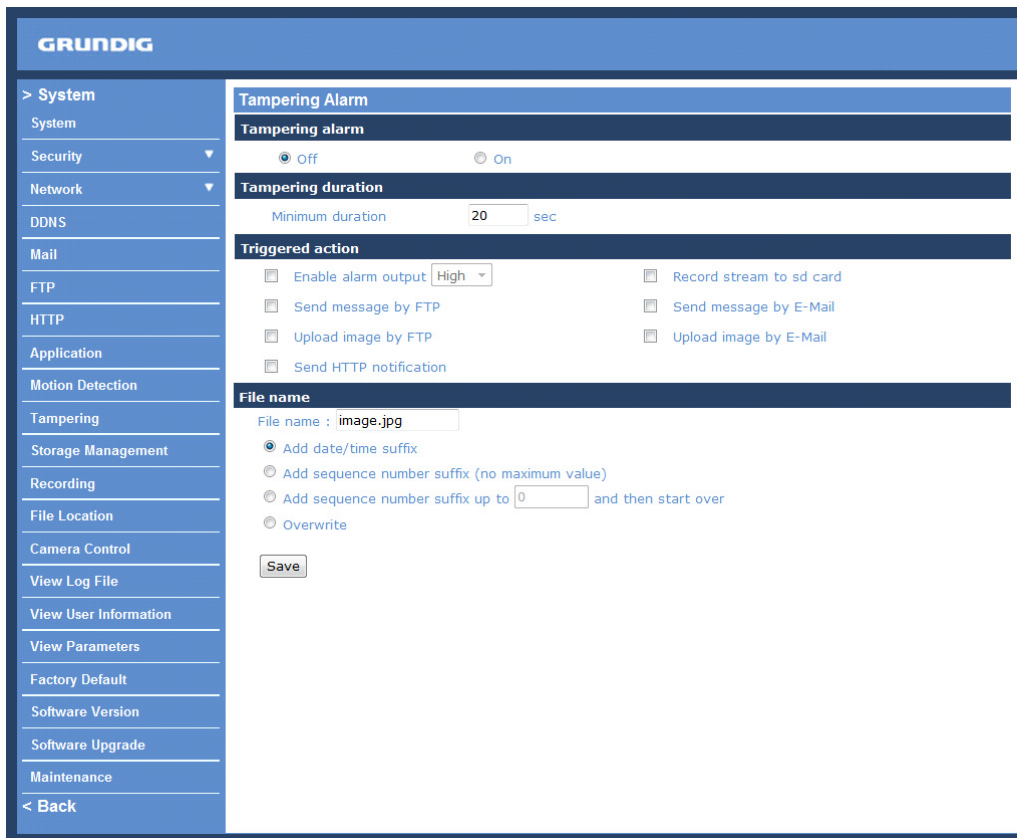 GRUNDIG
> System
System
Security
Network
DDNS
Mail
FTP
HTTP
Application
Motion Detection
Tampering
Storage Management
Recording
File Location
Camera Control
View Log File
View User Information
View Parameters
Factory Default
Software Version
Software Upgrade
Maintenance
< Back
Tampering Alarm
Tampering alarm
Off On
Tampering duration
Minimum duration 20 sec
Triggered action
Enable alarm output High Record stream to sd card
Send message by FTP Send message by E-Mail
Upload image by FTP Upload image by E-Mail
Send HTTP notification
File name
File name : image.jpg
Add date/time suffix
Add sequence number suffix (no maximum value)
Add sequence number suffix up to 0 and then start over
Overwrite
Save